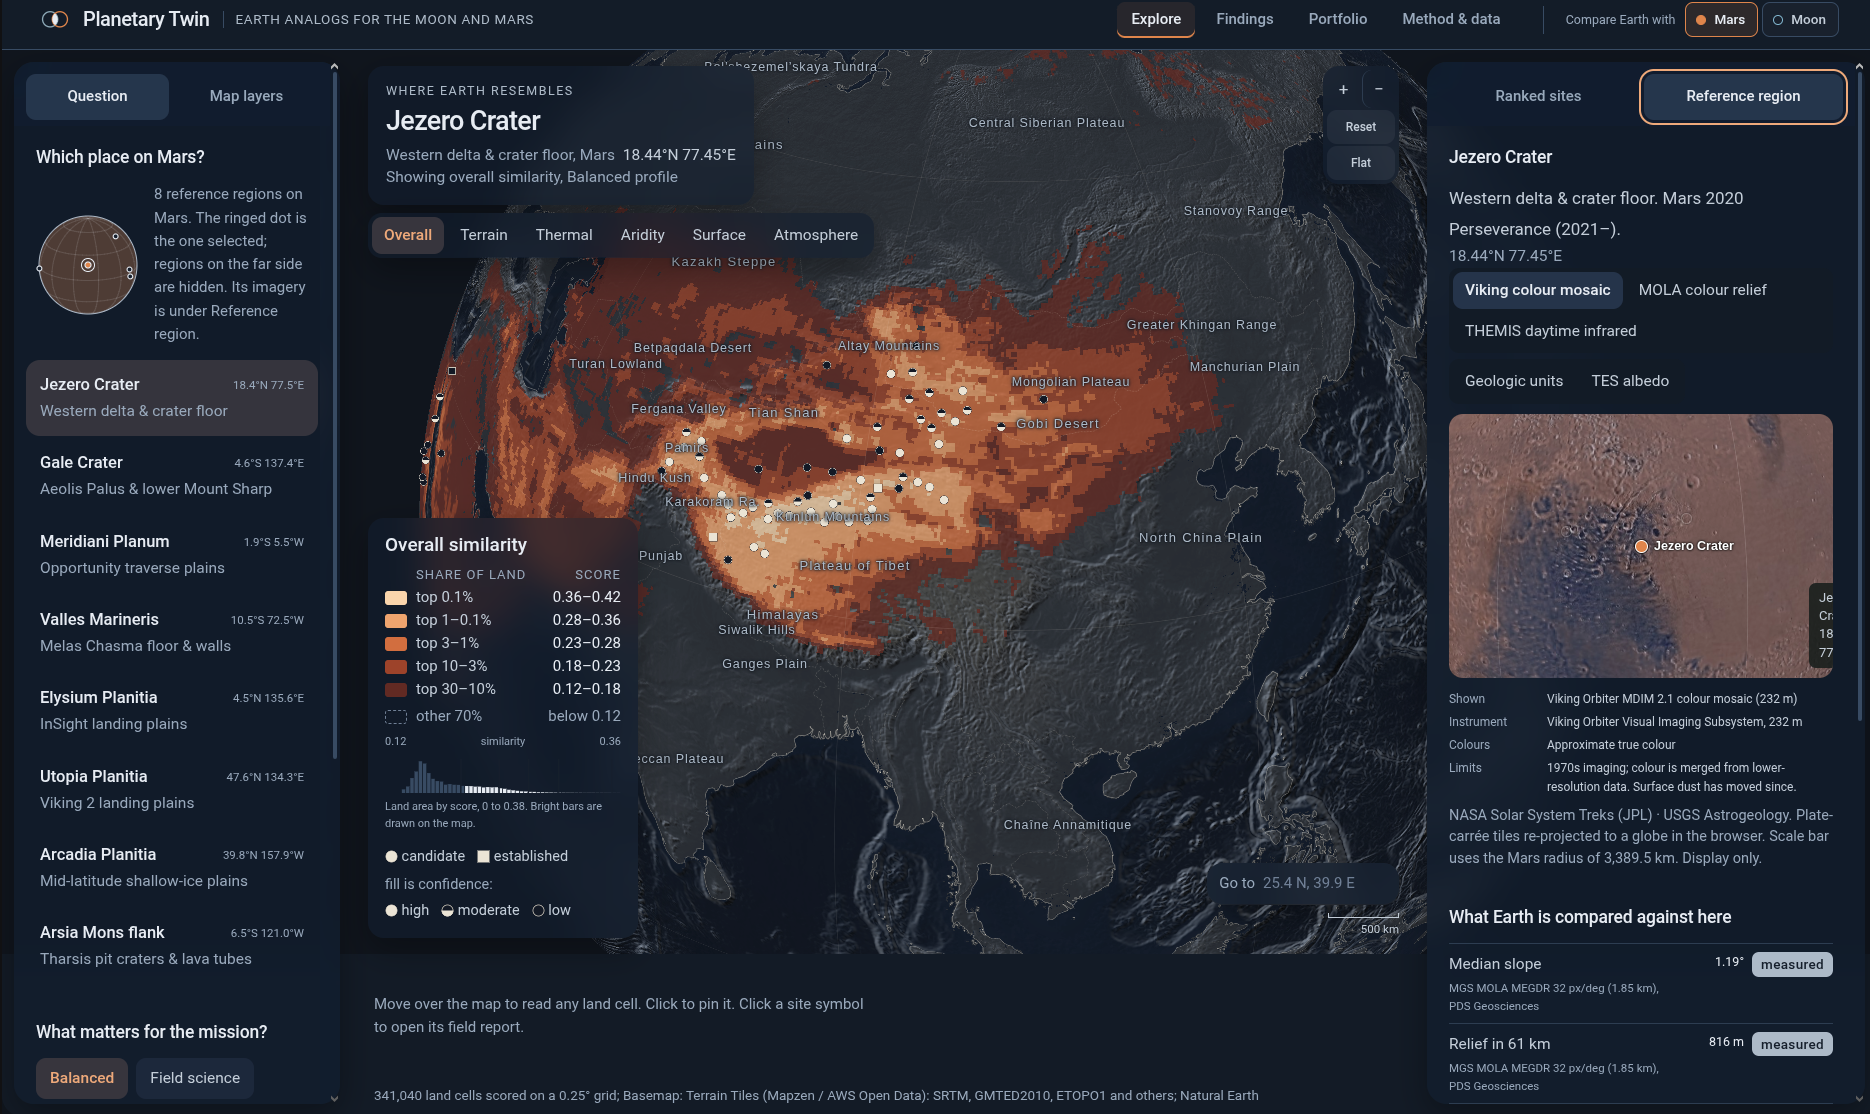 Planetary Twin
EARTH ANALOGS FOR THE MOON AND MARS
Explore
Findings
Portfolio
Method & data
Compare Earth with
Mars
Moon
Question
Map layers
Which place on Mars?
8 reference regions on
Mars. The ringed dot is
the one selected;
regions on the far side
are hidden. Its imagery
is under Reference
region.
Jezero Crater
18.4°N 77.5°E
Western delta & crater floor
Gale Crater
4.6°S 137.4°E
Aeolis Palus & lower Mount Sharp
Meridiani Planum
1.9°S 5.5°W
Opportunity traverse plains
Valles Marineris
10.5°S 72.5°W
Melas Chasma floor & walls
Elysium Planitia
4.5°N 135.6°E
InSight landing plains
Utopia Planitia
47.6°N 134.3°E
Viking 2 landing plains
Arcadia Planitia
39.8°N 157.9°W
Mid-latitude shallow-ice plains
Arsia Mons flank
6.5°S 121.0°W
Tharsis pit craters & lava tubes
What matters for the mission?
Balanced
Field science
WHERE EARTH RESEMBLES
Jezero Crater
Western delta & crater floor, Mars 18.44°N 77.45°E
Showing overall similarity, Balanced profile
Overall
Terrain
Thermal
Aridity
Surface
Atmosphere
+
−
Reset
Flat
ains
Central Siberian Plateau
Stanovoy Range
Kazakh Steppe
Greater Khingan Range
Altay Mountains
Betpaqdala Desert
Turan Lowland
Manchurian Plain
Mongolian Plateau
Fergana Valley
Tian Shan
Gobi Desert
Pamirs
Hindu Kush
Karakoram Ra
Kunlun Mountains
North China Plain
Punjab
Plateau of Tibet
Himalayas
Siwalik Hills
Ganges Plain
eccan Plateau
Chaîne Annamitique
Overall similarity
SHARE OF LAND
SCORE
top 0.1%
0.36–0.42
top 1–0.1%
0.28–0.36
top 3–1%
0.23–0.28
top 10–3%
0.18–0.23
top 30–10%
0.12–0.18
other 70%
below 0.12
0.12
similarity
0.36
Land area by score, 0 to 0.38. Bright bars are
drawn on the map.
candidate
established
fill is confidence:
high
moderate
low
Go to 25.4 N, 39.9 E
500 km
Move over the map to read any land cell. Click to pin it. Click a site symbol
to open its field report.
341,040 land cells scored on a 0.25° grid; Basemap: Terrain Tiles (Mapzen / AWS Open Data): SRTM, GMTED2010, ETOPO1 and others; Natural Earth
Ranked sites
Reference region
Jezero Crater
Western delta & crater floor. Mars 2020
Perseverance (2021–).
18.44°N 77.45°E
Viking colour mosaic
MOLA colour relief
THEMIS daytime infrared
Geologic units
TES albedo
Jezero Crater
Je
Cra
18
77
Shown
Viking Orbiter MDIM 2.1 colour mosaic (232 m)
Instrument
Viking Orbiter Visual Imaging Subsystem, 232 m
Colours
Approximate true colour
Limits
1970s imaging; colour is merged from lower-
resolution data. Surface dust has moved since.
NASA Solar System Treks (JPL) · USGS Astrogeology. Plate-
carrée tiles re-projected to a globe in the browser. Scale bar
uses the Mars radius of 3,389.5 km. Display only.
What Earth is compared against here
Median slope
1.19°
measured
MGS MOLA MEGDR 32 px/deg (1.85 km),
PDS Geosciences
Relief in 61 km
816 m
measured
MGS MOLA MEGDR 32 px/deg (1.85 km),
PDS Geosciences